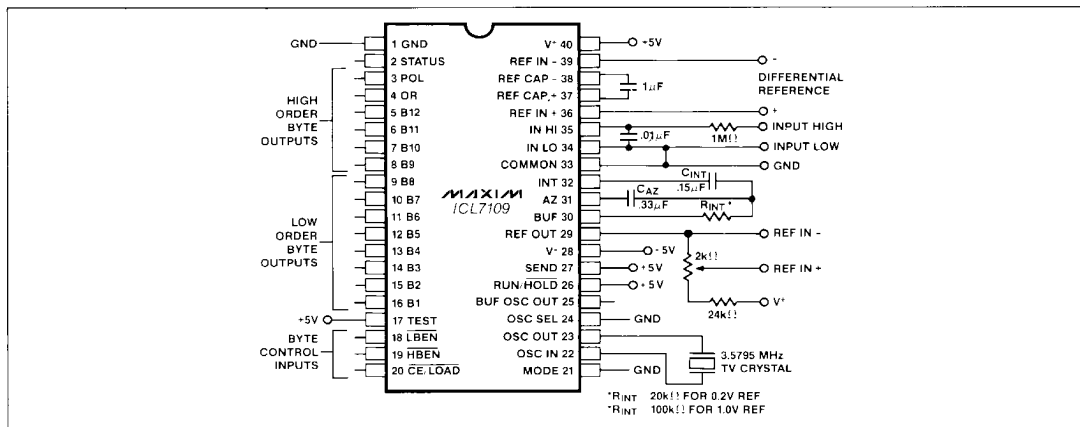 GND
1 GND
2 STATUS
3 POL
4 OR
5 B12
6 B11
7 B10
8 B9
9 B8
10 B7
11 B6
12 B5
13 B4
14 B3
15 B2
16 B1
17 TEST
18 LBEN
19 HBEN
20 CE/LOAD
HIGH
ORDER
BYTE
OUTPUTS
LOW
ORDER
BYTE
OUTPUTS
+5V
BYTE
CONTROL
INPUTS
MAXIM
ICL7109
V+ 40
REF IN - 39
REF CAP - 38
REF CAP + 37
REF IN + 36
IN HI 35
IN LO 34
COMMON 33
INT 32
AZ 31
BUF 30
REF OUT 29
V- 28
SEND 27
RUN/HOLD 26
BUF OSC OUT 25
OSC SEL 24
OSC OUT 23
OSC IN 22
MODE 21
+5V
-
DIFFERENTIAL
REFERENCE
1µF
+
INPUT HIGH
.01µF
1MΩ
INPUT LOW
GND
CINT
.15µF
CAZ
.33µF
RINT*
REF IN -
2kΩ
REF IN +
-5V
+5V
+5V
V+
24kΩ
GND
3.5795 MHz
TV CRYSTAL
GND
*RINT 20kΩ FOR 0.2V REF
*RINT 100kΩ FOR 1.0V REF